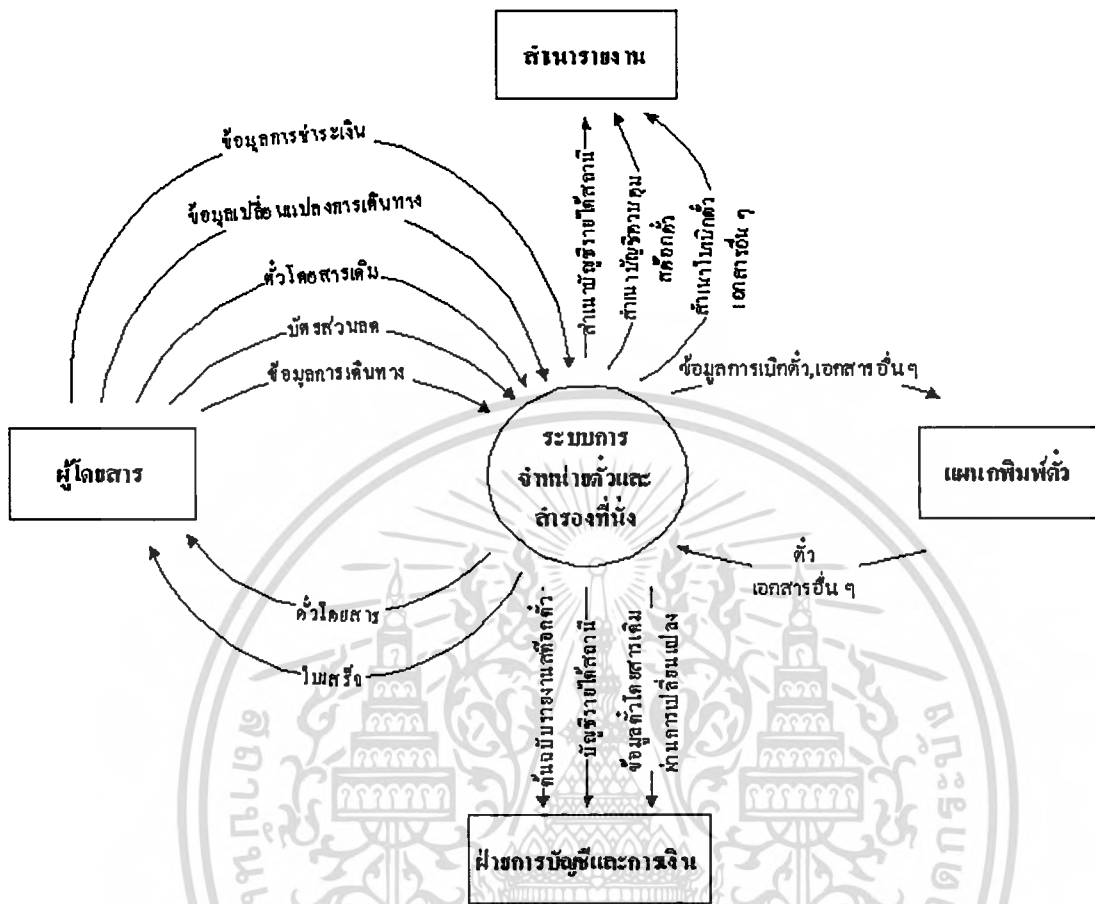 สำเนารายงาน
ข้อมูลการชำระเงิน
ข้อมูลเปลี่ยนแปลงการเดินทาง
ตั๋วโดยสารเดิม
บัตรส่วนลด
ข้อมูลการเดินทาง
สำเนาบัญชีรายได้สถานี
สำเนาบัญชีควบคุม
สต๊อกตั๋ว
สำเนาใบเบิกตั๋ว
เอกสารอื่น ๆ
ข้อมูลการเบิกตั๋ว,เอกสารอื่น ๆ
ผู้โดยสาร
ระบบการ
จำหน่ายตั๋วและ
สำรองที่นั่ง
แผนกพิมพ์ตั๋ว
ตั๋ว
เอกสารอื่น ๆ
ตั๋วโดยสาร
ใบเสร็จ
ต้นฉบับรายงานสต๊อกตั๋ว
บัญชีรายได้สถานี
ข้อมูลตั๋วโดยสารเดิม
ผ่านการเปลี่ยนแปลง
ฝ่ายการบัญชีและการเงิน